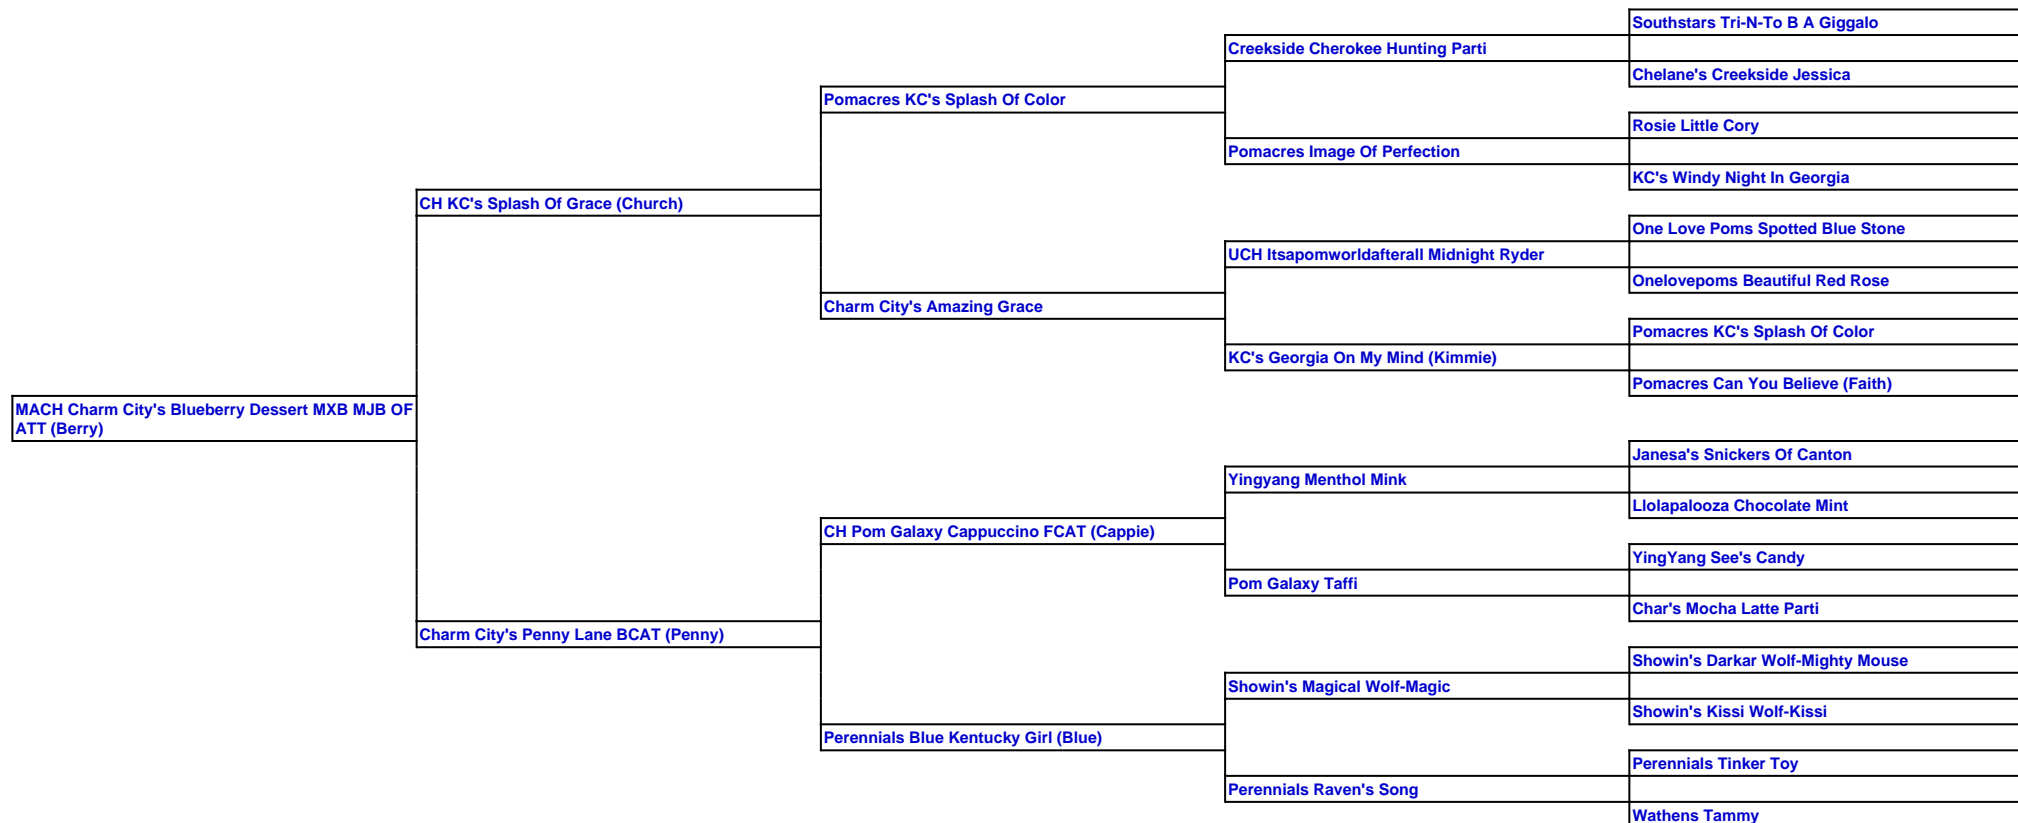 Southstars Tri-N-To B A Giggalo
Creekside Cherokee Hunting Parti
Chelane's Creekside Jessica
Pomacres KC's Splash Of Color
Rosie Little Cory
Pomacres Image Of Perfection
KC's Windy Night In Georgia
CH KC's Splash Of Grace (Church)
One Love Poms Spotted Blue Stone
UCH Itsapomworldafterall Midnight Ryder
Onelovepoms Beautiful Red Rose
Charm City's Amazing Grace
Pomacres KC's Splash Of Color
KC's Georgia On My Mind (Kimmie)
Pomacres Can You Believe (Faith)
MACH Charm City's Blueberry Dessert MXB MJB OF
ATT (Berry)
Janesa's Snickers Of Canton
Yingyang Menthol Mink
Llolapalooza Chocolate Mint
CH Pom Galaxy Cappuccino FCAT (Cappie)
YingYang See's Candy
Pom Galaxy Taffi
Char's Mocha Latte Parti
Charm City's Penny Lane BCAT (Penny)
Showin's Darkar Wolf-Mighty Mouse
Showin's Magical Wolf-Magic
Showin's Kissi Wolf-Kissi
Perennials Blue Kentucky Girl (Blue)
Perennials Tinker Toy
Perennials Raven's Song
Wathens Tammy